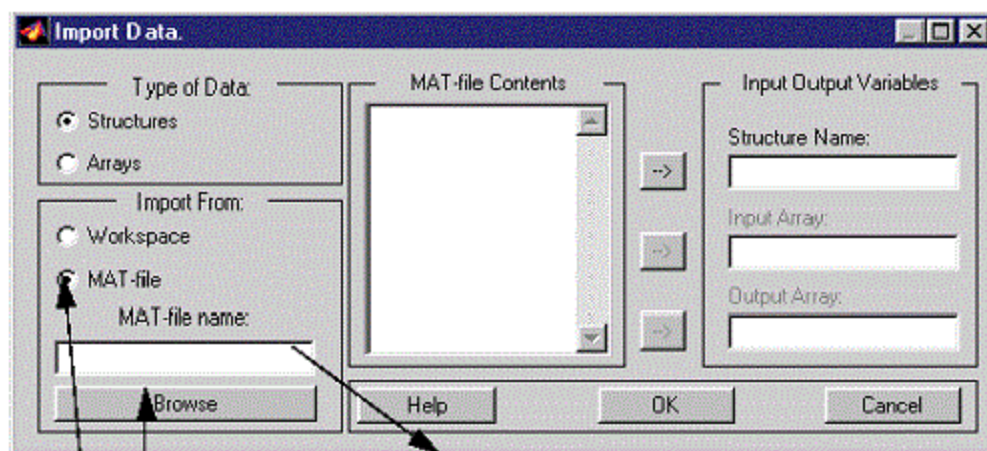 Import Data.
Type of Data:
Structures
Arrays
Import From:
Workspace
MAT-file
MAT-file name:
Browse
MAT-file Contents
-->
-->
-->
Input Output Variables
Structure Name:
Input Array:
Output Array:
Help
OK
Cancel